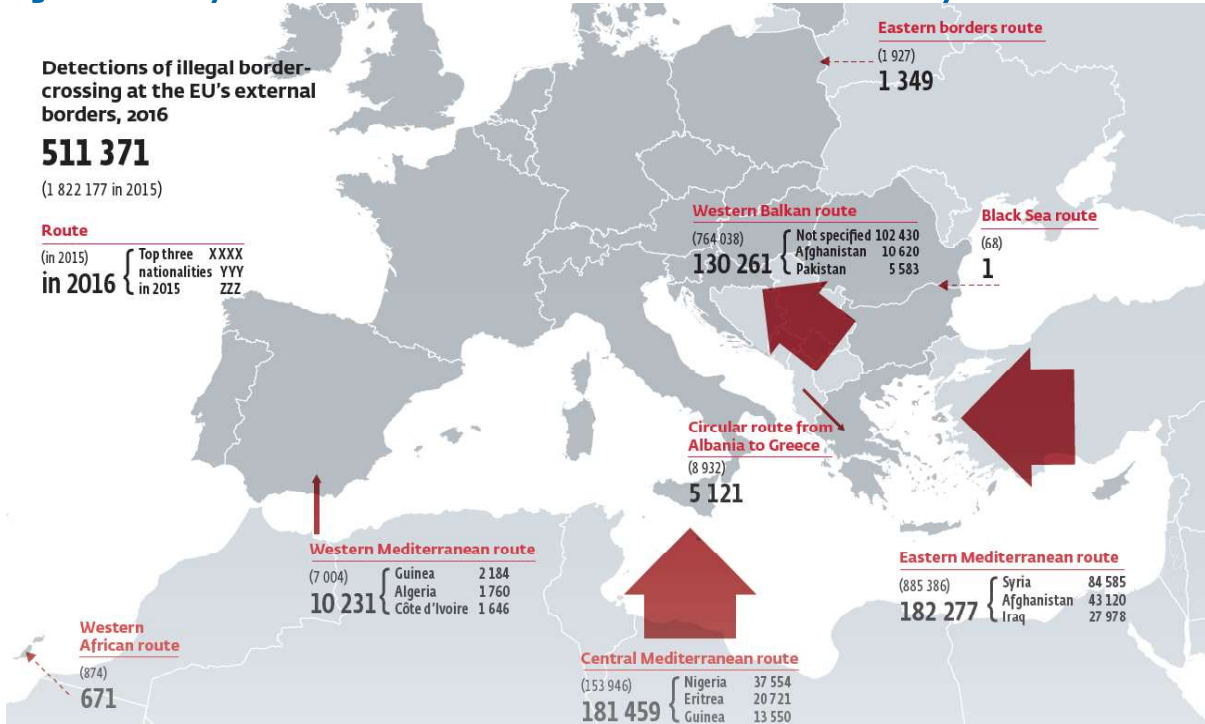 Detections of illegal border-
crossing at the EU's external
borders, 2016
511 371
(1 822 177 in 2015)
Route
(in 2015)
in 2016
Top three XXXX
nationalities YYY
in 2015 ZZZ
Eastern borders route
(1 927)
1 349
Western Balkan route
(764 038)
130 261
Not specified 102 430
Afghanistan 10 620
Pakistan 5 583
Black Sea route
(68)
1
Circular route from
Albania to Greece
(8 932)
5 121
Western Mediterranean route
(7 004)
10 231
Guinea 2 184
Algeria 1 760
Côte d'Ivoire 1 646
Eastern Mediterranean route
(885 386)
182 277
Syria 84 585
Afghanistan 43 120
Iraq 27 978
Western
African route
(874)
671
Central Mediterranean route
(153 946)
181 459
Nigeria 37 554
Eritrea 20 721
Guinea 13 550